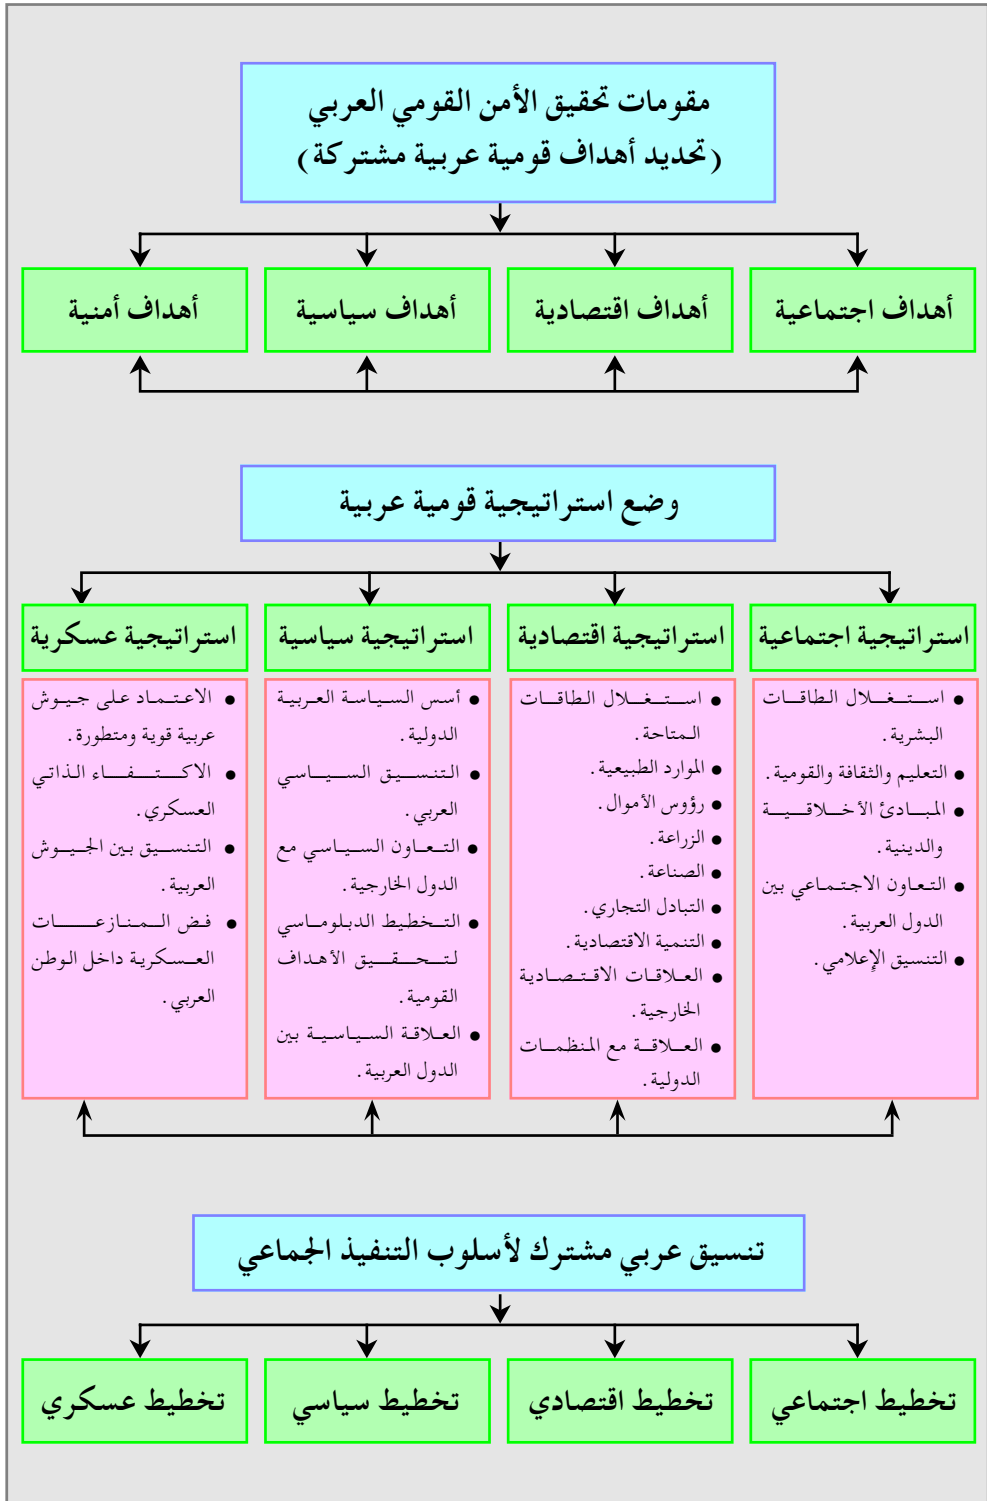 مقومات تحقيق الأمن القومي العربي
(تحديد أهداف قومية عربية مشتركة)
أهداف اجتماعية
أهداف اقتصادية
أهداف سياسية
أهداف أمنية
وضع استراتيجية قومية عربية
استراتيجية اجتماعية
استراتيجية اقتصادية
استراتيجية سياسية
استراتيجية عسكرية
● استغلال الطاقات
البشرية.
● التعليم والثقافة والقومية.
● المبادئ الأخلاقية
والدينية.
● التعاون الاجتماعي بين
الدول العربية.
● التنسيق الإعلامي.
● استغلال الطاقات
المتاحة.
● الموارد الطبيعية.
● رؤوس الأموال.
● الزراعة.
● الصناعة.
● التبادل التجاري.
● التنمية الاقتصادية.
● العلاقات الاقتصادية
الخارجية.
● العلاقة مع المنظمات
الدولية.
● أسس السياسة العربية
الدولية.
● التنسيق السياسي
العربي.
● التعاون السياسي مع
الدول الخارجية.
● التخطيط الدبلوماسي
لتحقيق الأهداف
القومية.
● العلاقة السياسية بين
الدول العربية.
● الاعتماد على جيوش
عربية قوية ومتطورة.
● الاكتفاء الذاتي
العسكري.
● التنسيق بين الجيوش
العربية.
● فض المنازعات
العسكرية داخل الوطن
العربي.
تنسيق عربي مشترك لأسلوب التنفيذ الجماعي
تخطيط اجتماعي
تخطيط اقتصادي
تخطيط سياسي
تخطيط عسكري